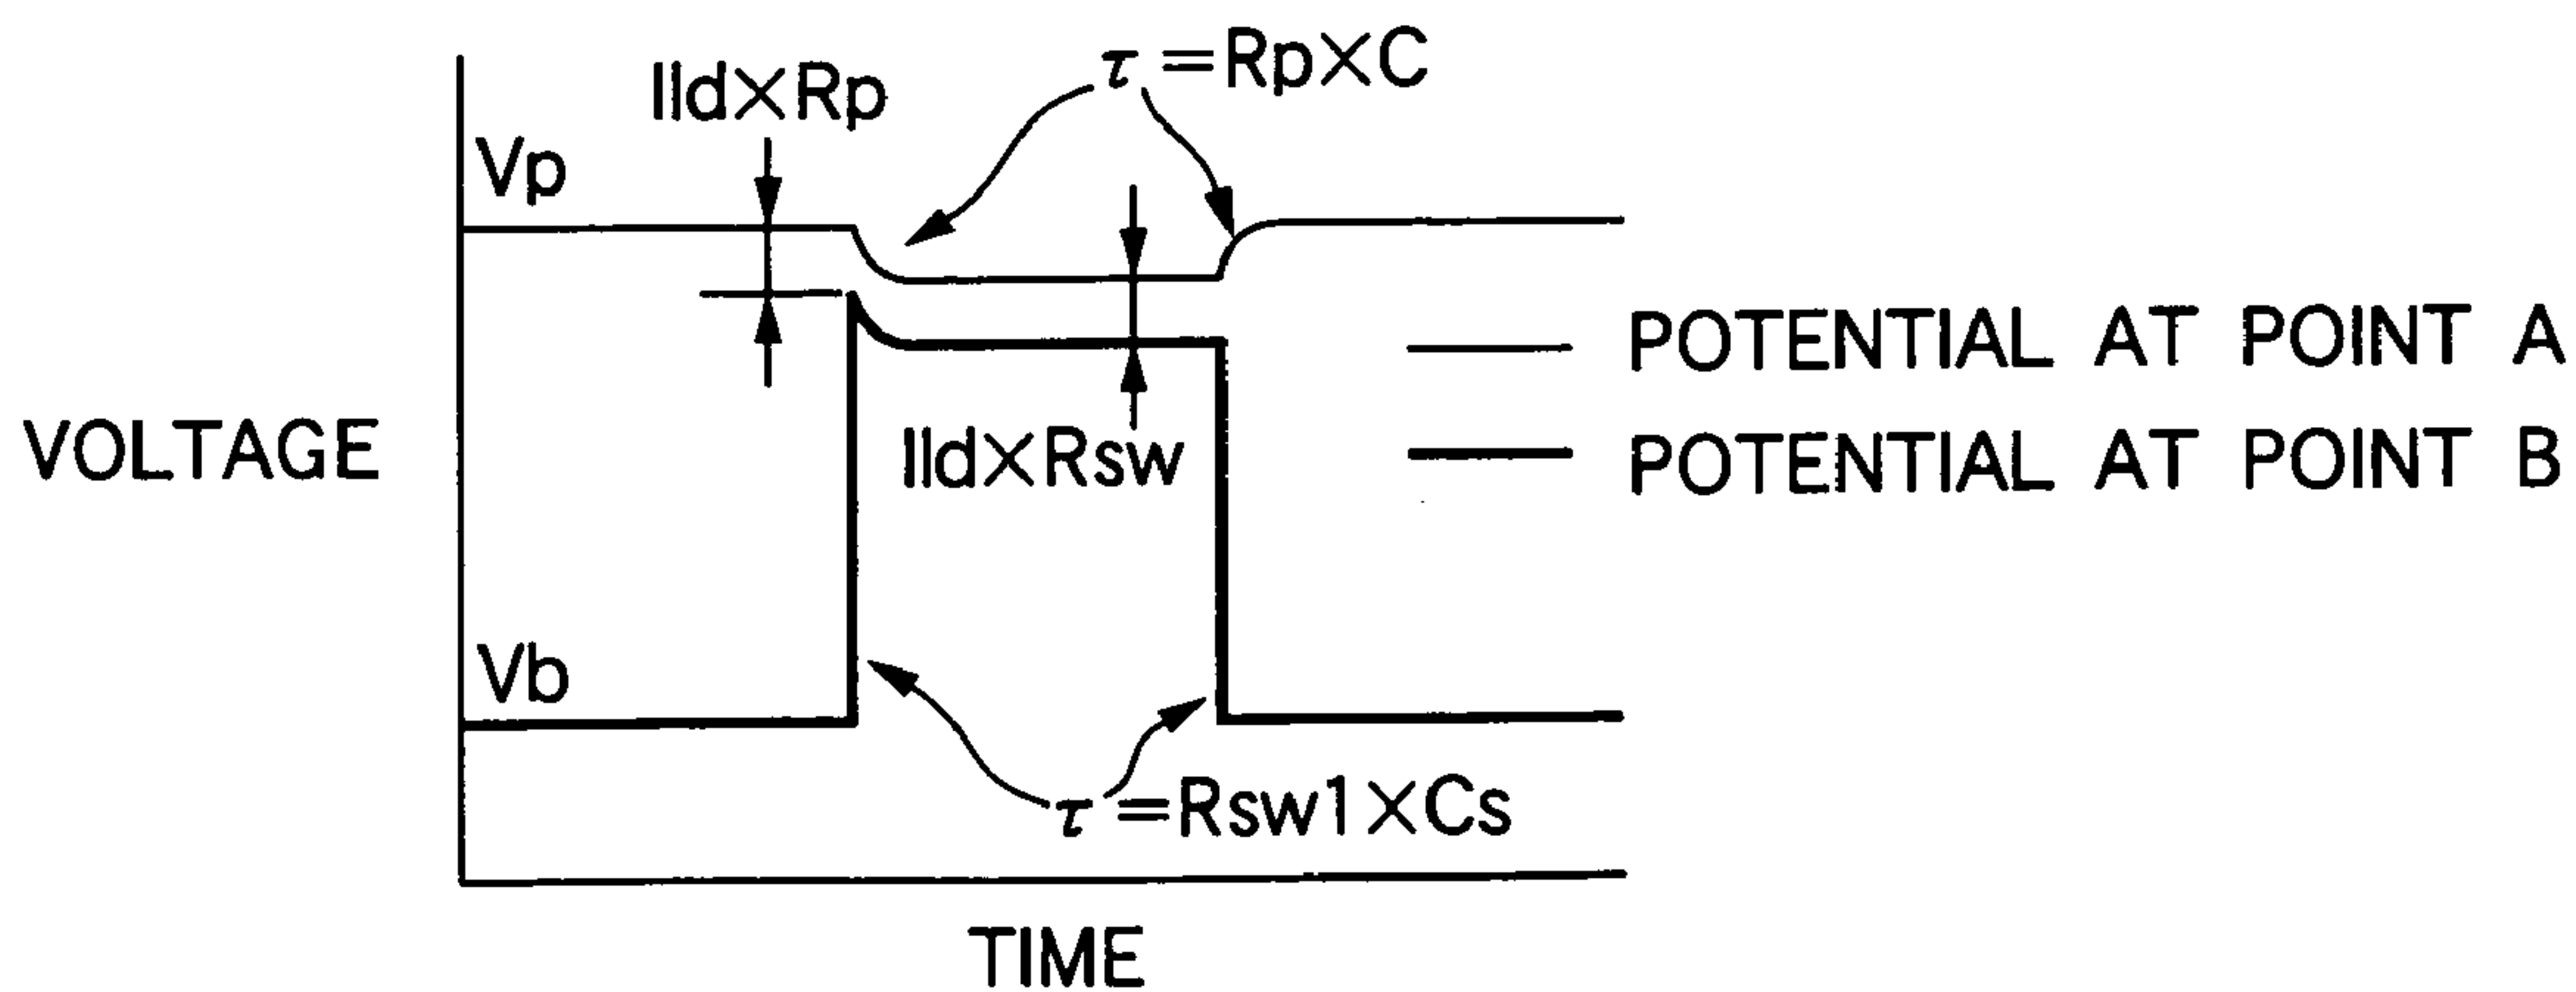 τ=Rp×C
Ild×Rp
Vp
POTENTIAL AT POINT A
VOLTAGE
Ild×Rsw
POTENTIAL AT POINT B
Vb
τ=Rsw1×Cs
TIME